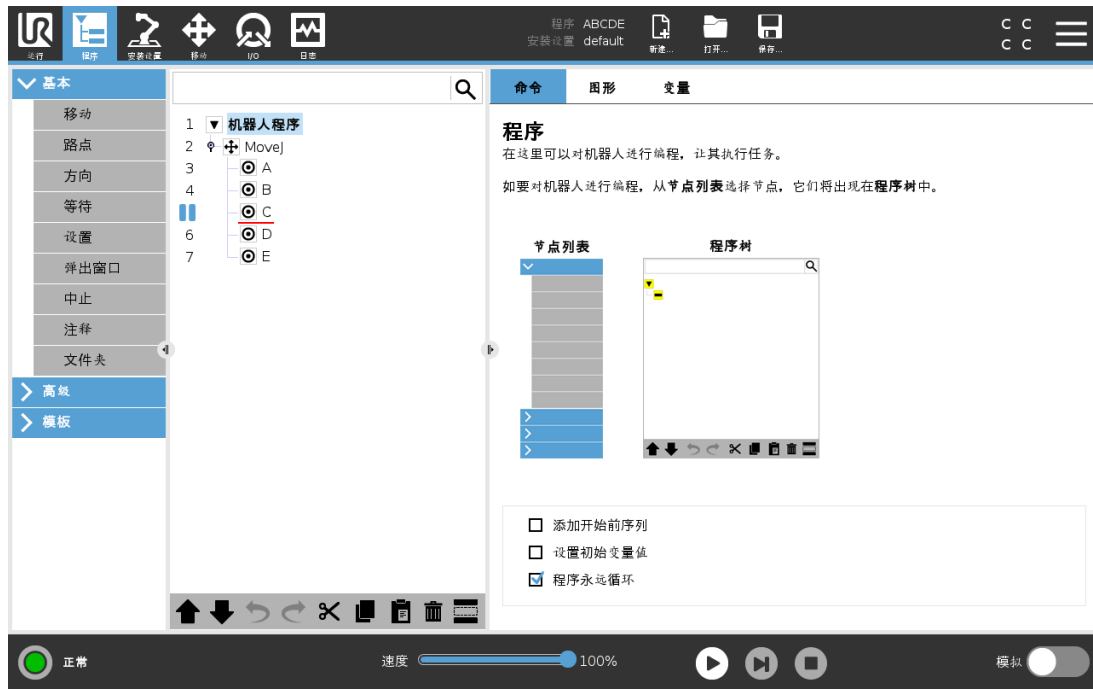 程序 ABCDE
安装设置 default
C C
C C
UR
运行
程序
安装设置
移动
I/O
日志
新建...
打开...
保存...
基本
移动
路点
方向
等待
设置
弹出窗口
中止
注释
文件夹
高级
模板
1 机器人程序
2 MoveJ
3 A
4 B
C
6 D
7 E
命令 图形 变量
程序
在这里可以对机器人进行编程，让其执行任务。
如要对机器人进行编程，从节点列表选择节点，它们将出现在程序树中。
节点列表 程序树
添加开始前序列
设置初始变量值
程序永远循环
正常
速度 100%
模拟